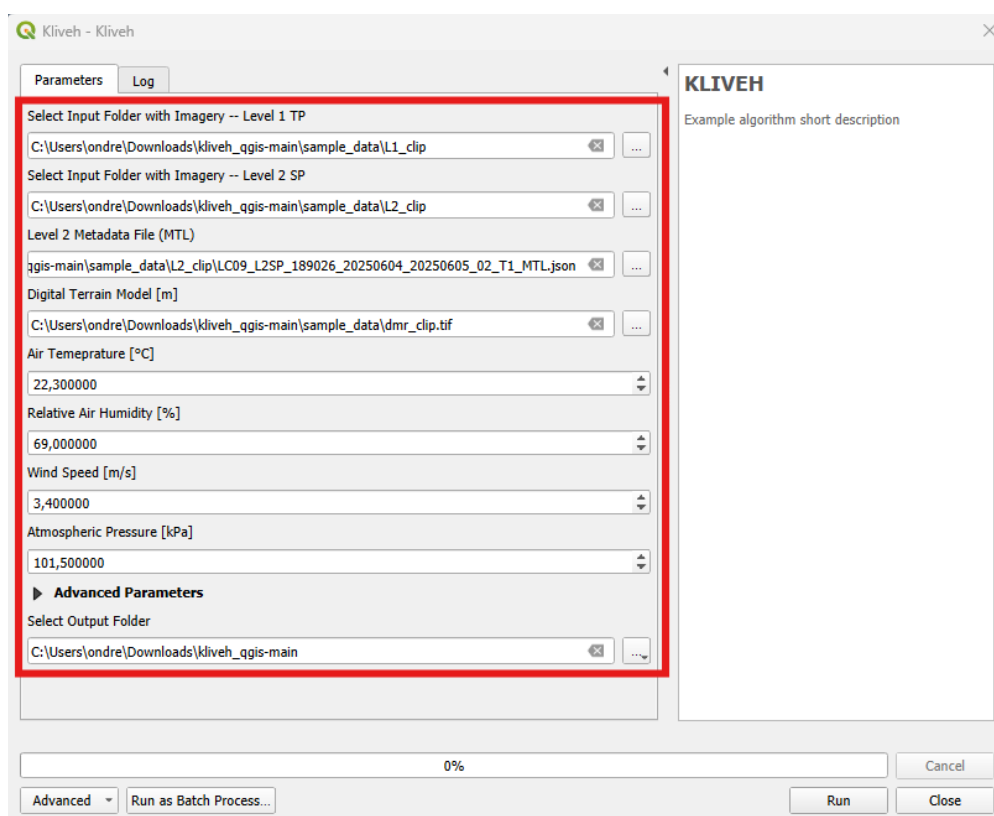 Kliveh - Kliveh
Parameters
Log
Select Input Folder with Imagery -- Level 1 TP
C:\Users\ondre\Downloads\kliveh_qgis-main\sample_data\L1_clip
...
Select Input Folder with Imagery -- Level 2 SP
C:\Users\ondre\Downloads\kliveh_qgis-main\sample_data\L2_clip
...
Level 2 Metadata File (MTL)
qgis-main\sample_data\L2_clip\LC09_L2SP_189026_20250604_20250605_02_T1_MTL.json
...
Digital Terrain Model [m]
C:\Users\ondre\Downloads\kliveh_qgis-main\sample_data\dmr_clip.tif
...
Air Temeprature [°C]
22,300000
Relative Air Humidity [%]
69,000000
Wind Speed [m/s]
3,400000
Atmospheric Pressure [kPa]
101,500000
Advanced Parameters
Select Output Folder
C:\Users\ondre\Downloads\kliveh_qgis-main
...
KLIVEH
Example algorithm short description
0%
Cancel
Advanced
Run as Batch Process...
Run
Close